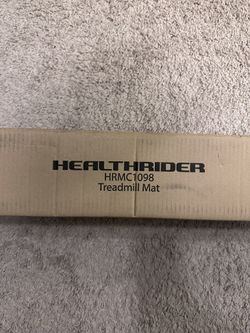 HEALTHRIDER
HRMC1098
Treadmill Mat